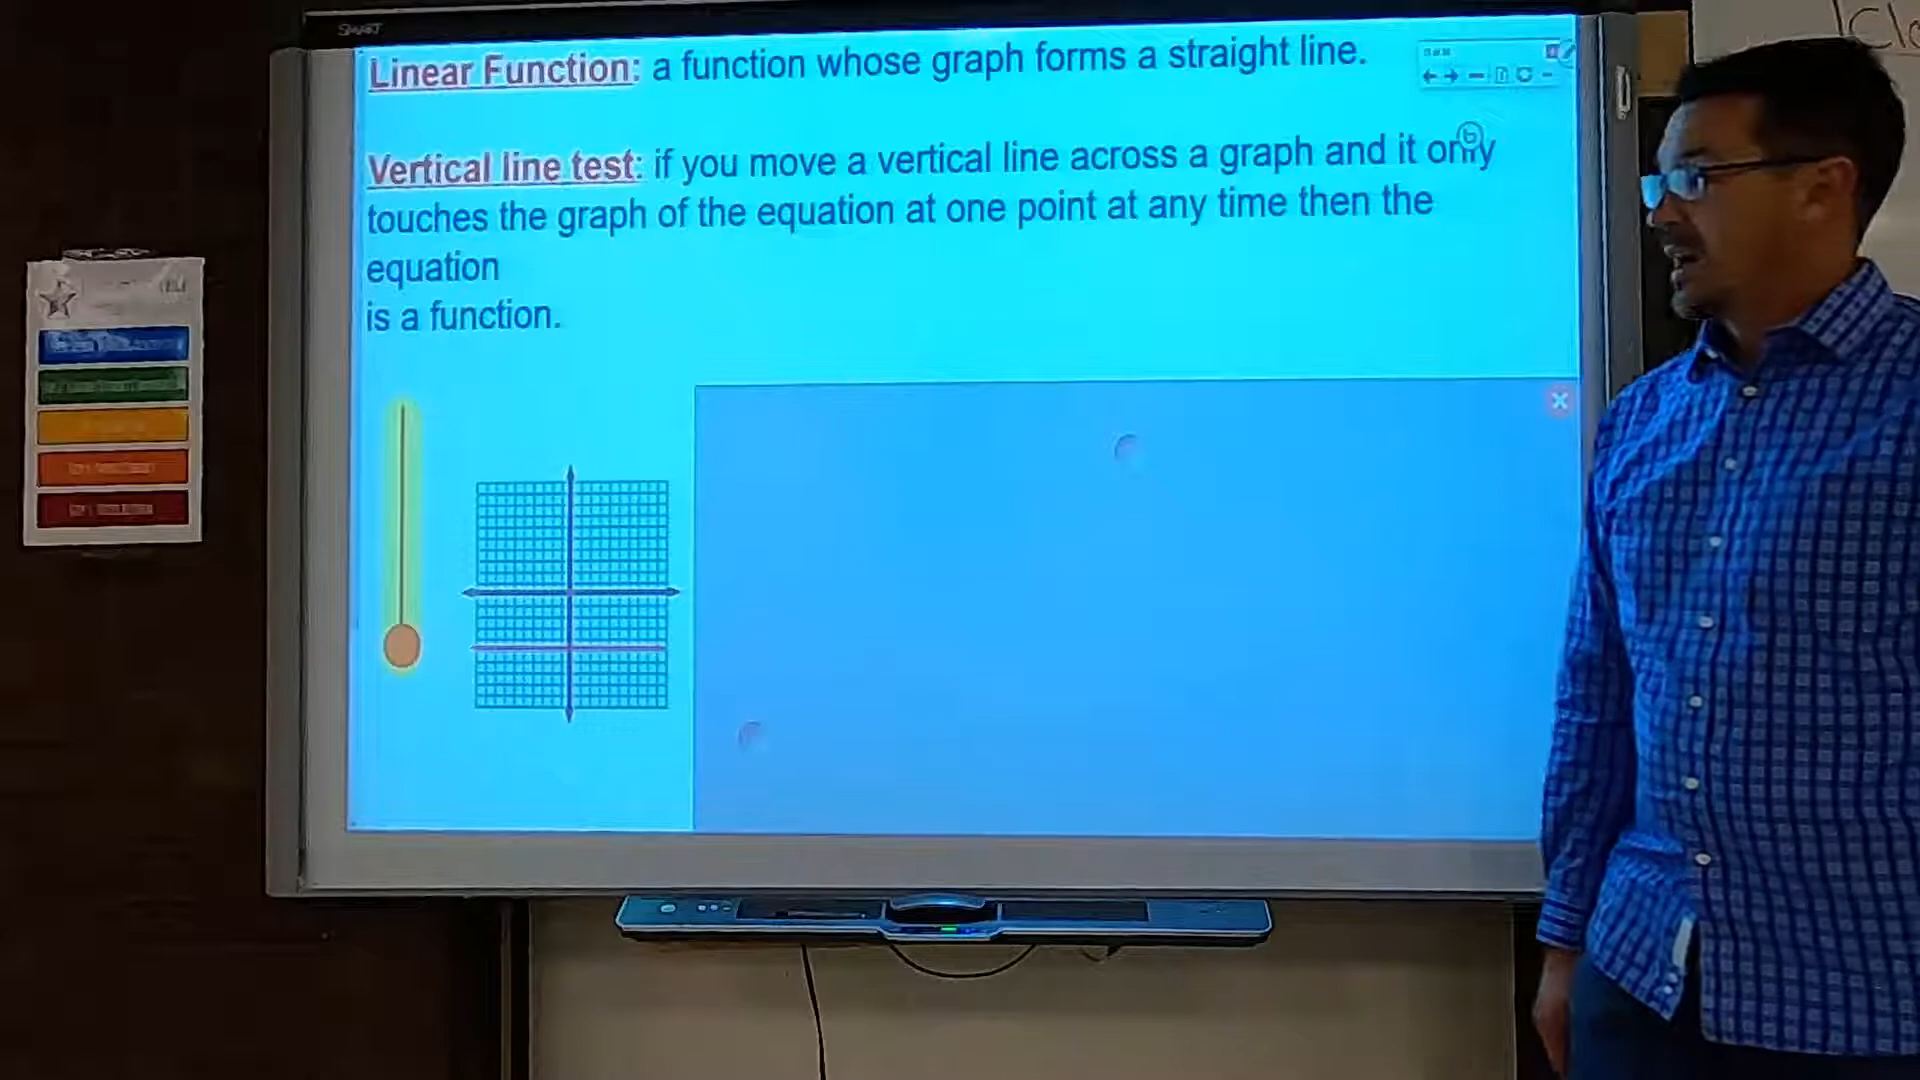 SMART
Linear Function: a function whose graph forms a straight line.
Vertical line test: if you move a vertical line across a graph and it only
touches the graph of the equation at one point at any time then the
equation
is a function.